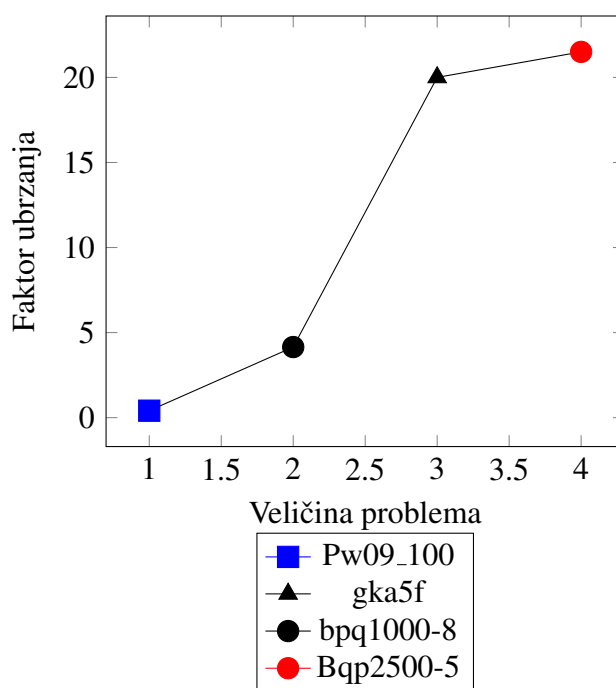 Faktor ubrzanja
20
15
10
5
0
1 1.5 2 2.5 3 3.5 4
Veličina problema
Pw09_100
gka5f
bpq1000-8
Bqp2500-5